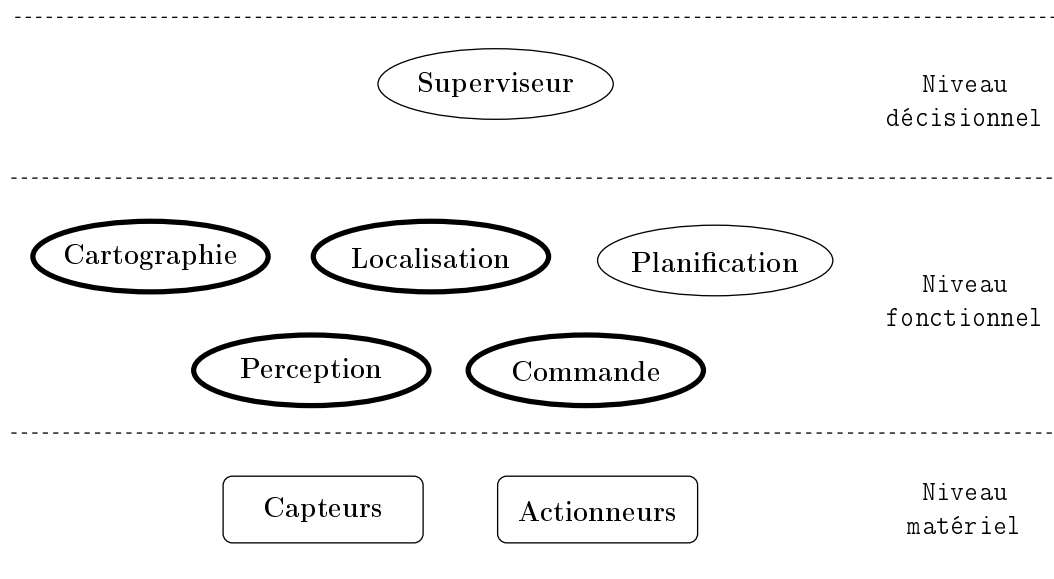 Superviseur
Niveau
décisionnel
Cartographie
Localisation
Planification
Perception
Commande
Niveau
fonctionnel
Capteurs
Actionneurs
Niveau
matériel